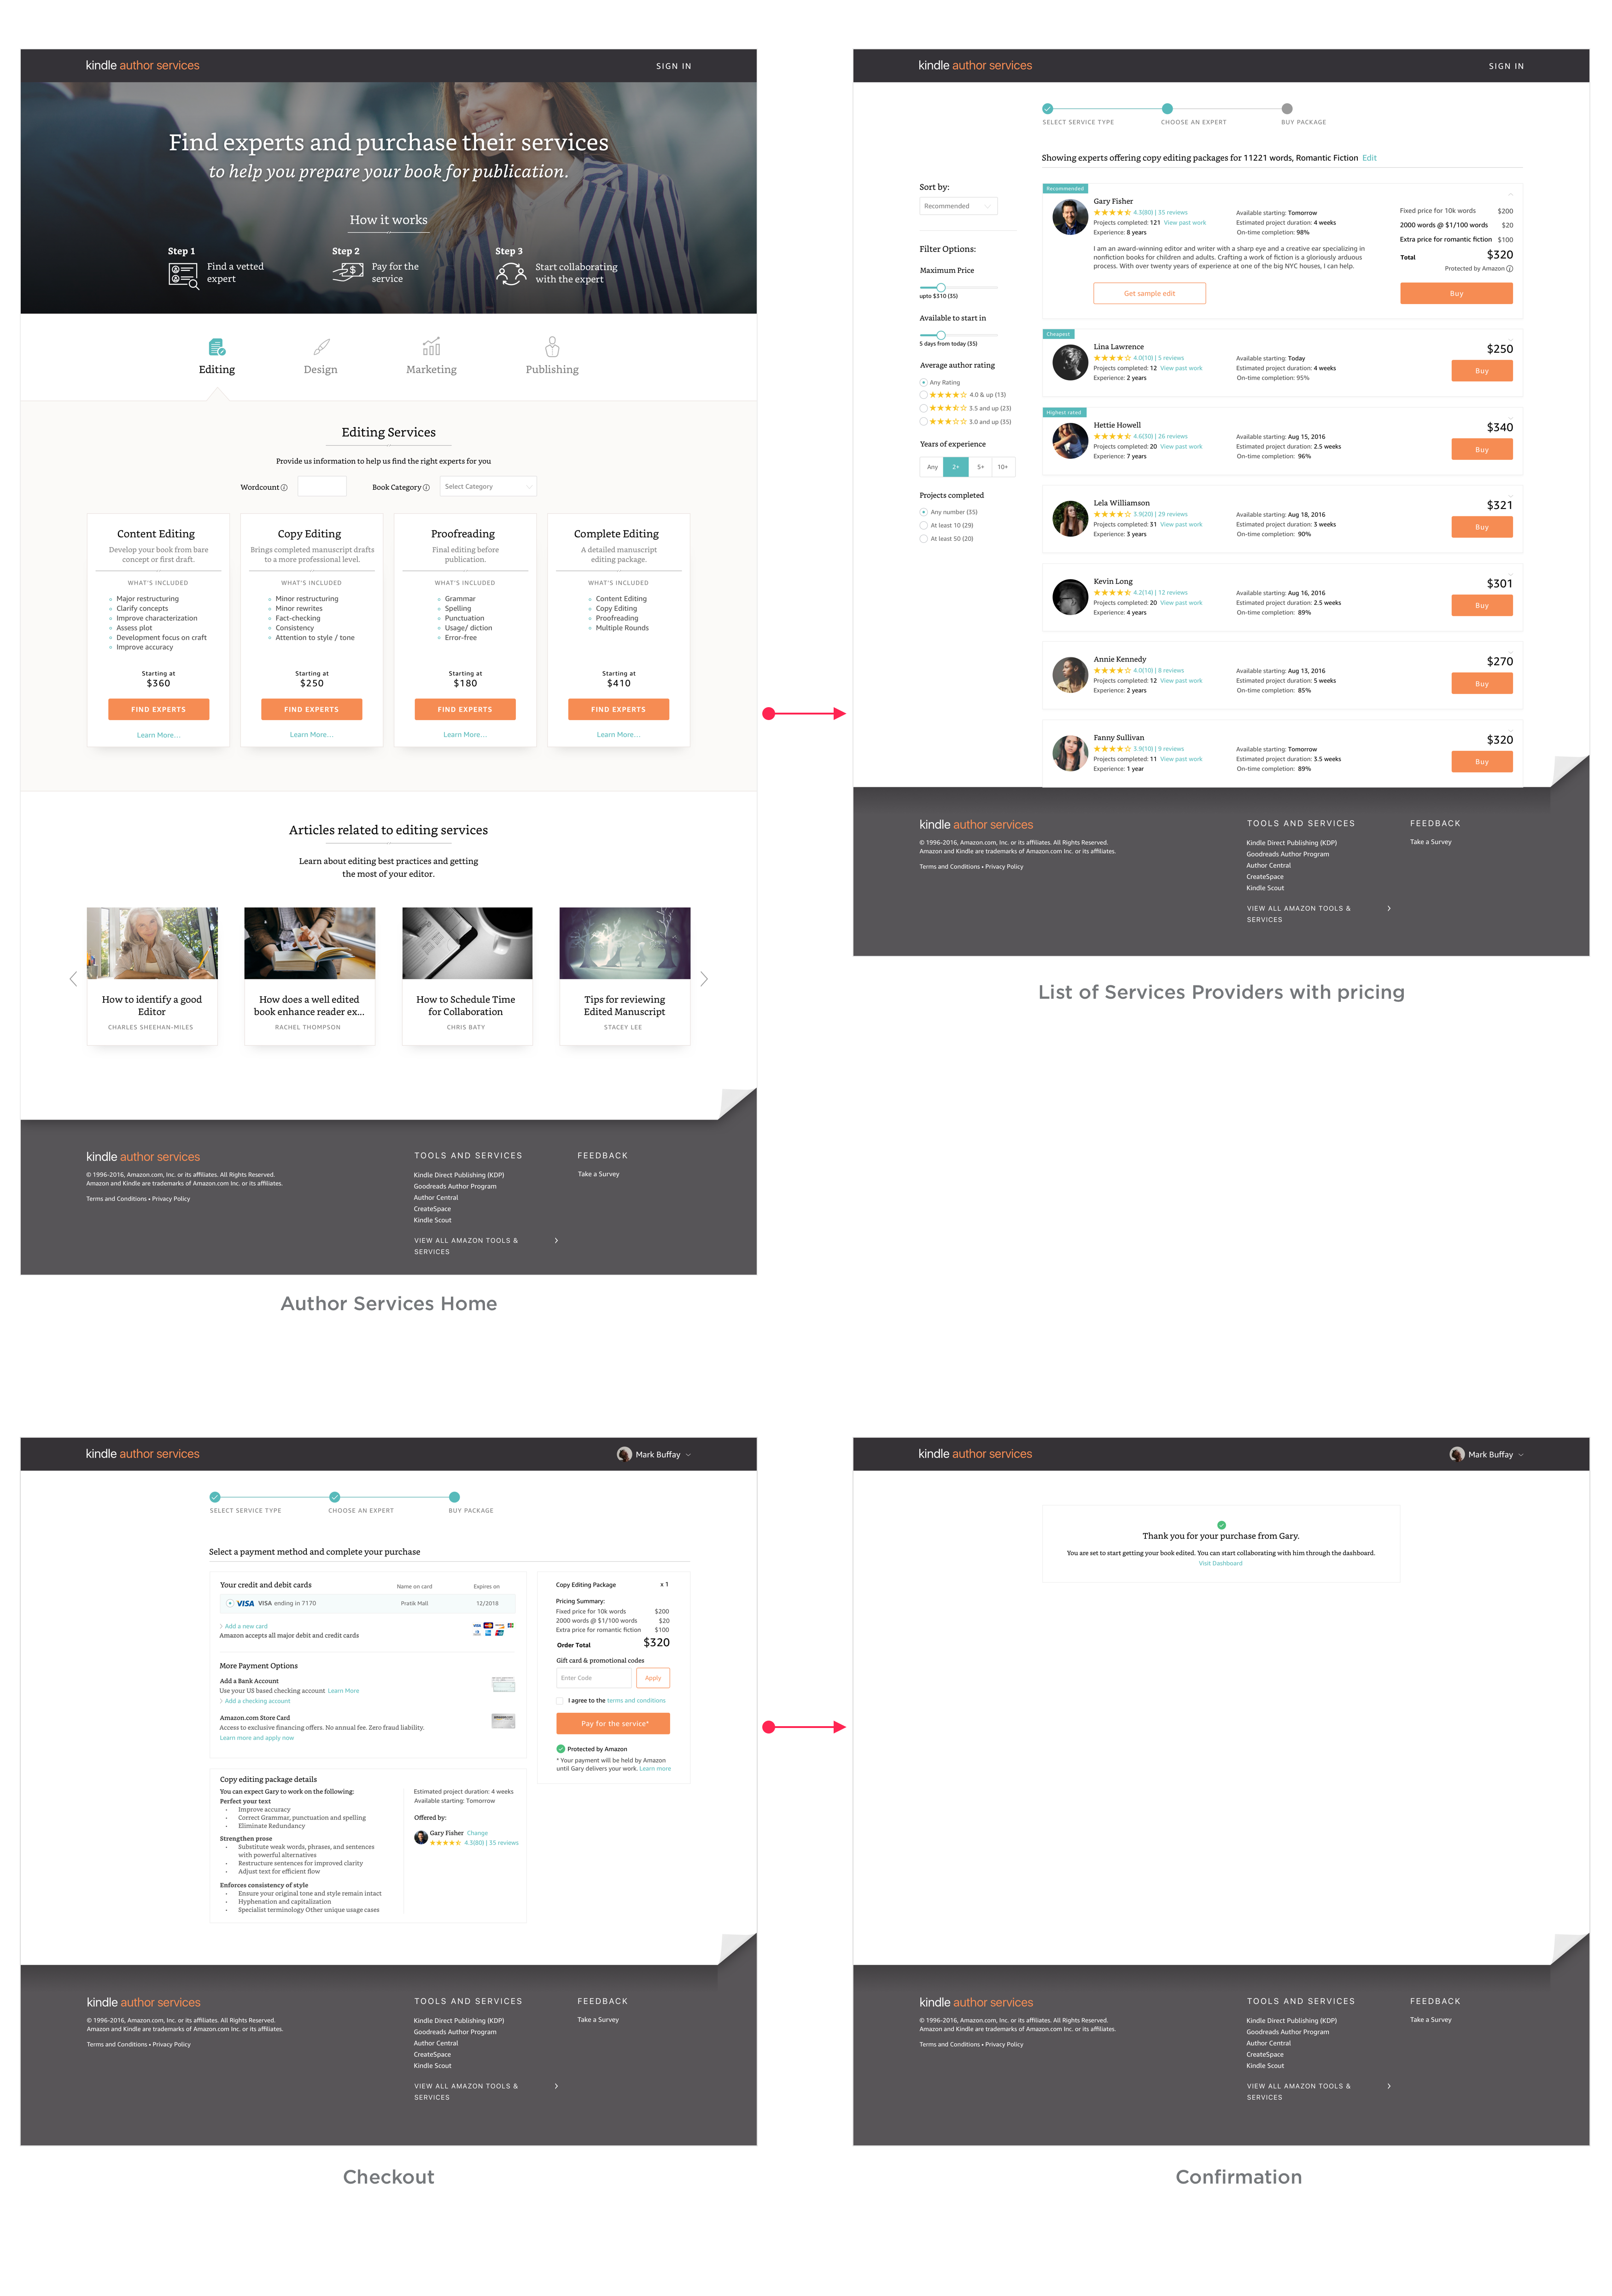 kindle author services
SIGN IN
Find experts and purchase their services
to help you prepare your book for publication.
How it works
Step 1
Find a vetted
expert
Step 2
Pay for the
service
Step 3
Start collaborating
with the expert
Editing
Design
Marketing
Publishing
Editing Services
Provide us information to help us find the right experts for you
Wordcount
Book Category
Select Category
Content Editing
Develop your book from bare
concept or first draft.
WHAT'S INCLUDED
Major restructuring
Clarify concepts
Improve characterization
Assess plot
Development focus on craft
Improve accuracy
Starting at
$360
FIND EXPERTS
Learn More...
Copy Editing
Brings completed manuscript drafts
to a more professional level.
WHAT'S INCLUDED
Minor restructuring
Minor rewrites
Fact-checking
Consistency
Attention to style / tone
Starting at
$250
FIND EXPERTS
Learn More...
Proofreading
Final editing before
publication.
WHAT'S INCLUDED
Grammar
Spelling
Punctuation
Usage/ diction
Error-free
Starting at
$180
FIND EXPERTS
Learn More...
Complete Editing
A detailed manuscript
editing package.
WHAT'S INCLUDED
Content Editing
Copy Editing
Proofreading
Multiple Rounds
Starting at
$410
FIND EXPERTS
Learn More...
Articles related to editing services
Learn about editing best practices and getting
the most of your editor.
How to identify a good
Editor
CHARLES SHEEHAN-MILES
How does a well edited
book enhance reader ex...
RACHEL THOMPSON
How to Schedule Time
for Collaboration
CHRIS BATY
Tips for reviewing
Edited Manuscript
STACEY LEE
kindle author services
© 1996-2016, Amazon.com, Inc. or its affiliates. All Rights Reserved.
Amazon and Kindle are trademarks of Amazon.com Inc. or its affiliates.
Terms and Conditions • Privacy Policy
TOOLS AND SERVICES
Kindle Direct Publishing (KDP)
Goodreads Author Program
Author Central
CreateSpace
Kindle Scout
VIEW ALL AMAZON TOOLS &
SERVICES
FEEDBACK
Take a Survey
Author Services Home
kindle author services
SIGN IN
SELECT SERVICE TYPE
CHOOSE AN EXPERT
BUY PACKAGE
Showing experts offering copy editing packages for 11221 words, Romantic Fiction Edit
Sort by:
Recommended
Filter Options:
Maximum Price
upto $310 (35)
Available to start in
5 days from today (35)
Average author rating
Any Rating
4.0 & up (13)
3.5 and up (23)
3.0 and up (35)
Years of experience
Any 2+ 5+ 10+
Projects completed
Any number (35)
At least 10 (29)
At least 50 (20)
Recommended
Gary Fisher
4.3(80) | 35 reviews
Projects completed: 121 View past work
Experience: 8 years
Available starting: Tomorrow
Estimated project duration: 4 weeks
On-time completion: 98%
I am an award-winning editor and writer with a sharp eye and a creative ear specializing in
nonfiction books for children and adults. Crafting a work of fiction is a gloriously arduous
process. With over twenty years of experience at one of the big NYC houses, I can help.
Get sample edit
Fixed price for 10k words $200
2000 words @ $1/100 words $20
Extra price for romantic fiction $100
Total $320
Protected by Amazon
Buy
Cheapest
Lina Lawrence
4.0(10) | 5 reviews
Projects completed: 12 View past work
Experience: 2 years
Available starting: Today
Estimated project duration: 4 weeks
On-time completion: 95%
$250
Buy
Highest rated
Hettie Howell
4.6(30) | 26 reviews
Projects completed: 20 View past work
Experience: 7 years
Available starting: Aug 15, 2016
Estimated project duration: 2.5 weeks
On-time completion: 96%
$340
Buy
Lela Williamson
3.9(20) | 29 reviews
Projects completed: 31 View past work
Experience: 3 years
Available starting: Aug 18, 2016
Estimated project duration: 3 weeks
On-time completion: 90%
$321
Buy
Kevin Long
4.2(14) | 12 reviews
Projects completed: 20 View past work
Experience: 4 years
Available starting: Aug 16, 2016
Estimated project duration: 2.5 weeks
On-time completion: 89%
$301
Buy
Annie Kennedy
4.0(10) | 8 reviews
Projects completed: 12 View past work
Experience: 2 years
Available starting: Aug 13, 2016
Estimated project duration: 5 weeks
On-time completion: 85%
$270
Buy
Fanny Sullivan
3.9(10) | 9 reviews
Projects completed: 11 View past work
Experience: 1 year
Available starting: Tomorrow
Estimated project duration: 3.5 weeks
On-time completion: 89%
$320
Buy
kindle author services
© 1996-2016, Amazon.com, Inc. or its affiliates. All Rights Reserved.
Amazon and Kindle are trademarks of Amazon.com Inc. or its affiliates.
Terms and Conditions • Privacy Policy
TOOLS AND SERVICES
Kindle Direct Publishing (KDP)
Goodreads Author Program
Author Central
CreateSpace
Kindle Scout
VIEW ALL AMAZON TOOLS &
SERVICES
FEEDBACK
Take a Survey
List of Services Providers with pricing
kindle author services
Mark Buffay
SELECT SERVICE TYPE
CHOOSE AN EXPERT
BUY PACKAGE
Select a payment method and complete your purchase
Your credit and debit cards
Name on card
Expires on
VISA VISA ending in 7170
Pratik Mall
12/2018
Add a new card
Amazon accepts all major debit and credit cards
More Payment Options
Add a Bank Account
Use your US based checking account Learn More
Add a checking account
Amazon.com Store Card
Access to exclusive financing offers. No annual fee. Zero fraud liability.
Learn more and apply now
Copy Editing Package x 1
Pricing Summary:
Fixed price for 10k words $200
2000 words @ $1/100 words $20
Extra price for romantic fiction $100
Order Total $320
Gift card & promotional codes
Enter Code
Apply
I agree to the terms and conditions
Pay for the service*
Protected by Amazon
* Your payment will be held by Amazon
until Gary delivers your work. Learn more
Copy editing package details
You can expect Gary to work on the following:
Perfect your text
Improve accuracy
Correct Grammar, punctuation and spelling
Eliminate Redundancy
Strengthen prose
Substitute weak words, phrases, and sentences
with powerful alternatives
Restructure sentences for improved clarity
Adjust text for efficient flow
Enforces consistency of style
Ensure your original tone and style remain intact
Hyphenation and capitalization
Specialist terminology Other unique usage cases
Estimated project duration: 4 weeks
Available starting: Tomorrow
Offered by:
Gary Fisher Change
4.3(80) | 35 reviews
kindle author services
© 1996-2016, Amazon.com, Inc. or its affiliates. All Rights Reserved.
Amazon and Kindle are trademarks of Amazon.com Inc. or its affiliates.
Terms and Conditions • Privacy Policy
TOOLS AND SERVICES
Kindle Direct Publishing (KDP)
Goodreads Author Program
Author Central
CreateSpace
Kindle Scout
VIEW ALL AMAZON TOOLS &
SERVICES
FEEDBACK
Take a Survey
Checkout
kindle author services
Mark Buffay
Thank you for your purchase from Gary.
You are set to start getting your book edited. You can start collaborating with him through the dashboard.
Visit Dashboard
kindle author services
© 1996-2016, Amazon.com, Inc. or its affiliates. All Rights Reserved.
Amazon and Kindle are trademarks of Amazon.com Inc. or its affiliates.
Terms and Conditions • Privacy Policy
TOOLS AND SERVICES
Kindle Direct Publishing (KDP)
Goodreads Author Program
Author Central
CreateSpace
Kindle Scout
VIEW ALL AMAZON TOOLS &
SERVICES
FEEDBACK
Take a Survey
Confirmation